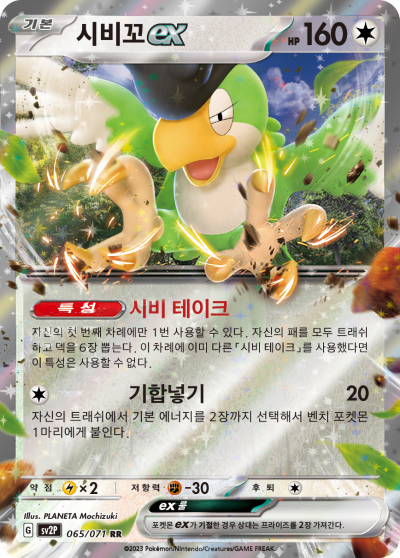 기본
시비꼬ex
HP 160
특성 시비 테이크
자신의 첫 번째 차례에만 1번 사용할 수 있다. 자신의 패를 모두 트래쉬
하고 덱을 6장 뽑는다. 이 차례에 이미 다른 「시비 테이크」를 사용했다면
이 특성은 사용할 수 없다.
기합넣기 20
자신의 트래쉬에서 기본 에너지를 2장까지 선택해서 벤치 포켓몬
1마리에게 붙인다.
약점 ×2 저항력 -30 후퇴
Illus. PLANETA Mochizuki
ex 룰
G SV2P 065/071 RR
포켓몬 ex가 기절한 경우 상대는 프라이즈를 2장 가져간다.
©2023 Pokémon/Nintendo/Creatures/GAME FREAK.